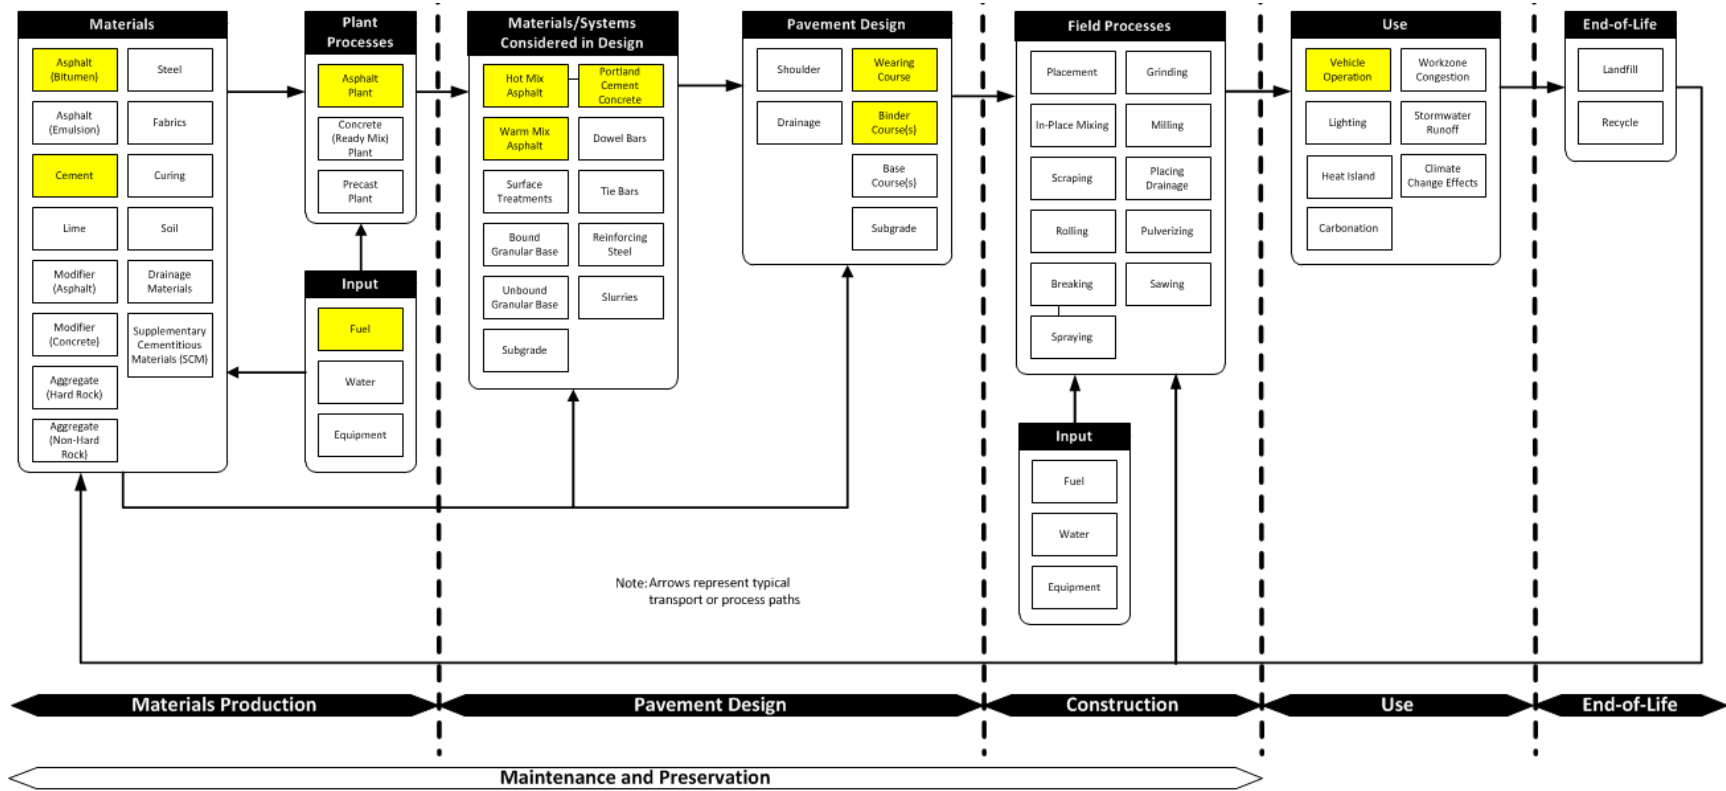 Materials
Asphalt
(Bitumen)
Steel
Asphalt
(Emulsion)
Fabrics
Cement
Curing
Lime
Soil
Modifier
(Asphalt)
Drainage
Materials
Modifier
(Concrete)
Supplementary
Cementitious
Materials (SCM)
Aggregate
(Hard Rock)
Aggregate
(Non-Hard
Rock)
Plant
Processes
Asphalt
Plant
Concrete
(Ready Mix)
Plant
Precast
Plant
Input
Fuel
Water
Equipment
Materials/Systems
Considered in Design
Hot Mix
Asphalt
Portland
Cement
Concrete
Warm Mix
Asphalt
Dowel Bars
Surface
Treatments
Tie Bars
Bound
Granular Base
Reinforcing
Steel
Unbound
Granular Base
Slurries
Subgrade
Pavement Design
Shoulder
Wearing
Course
Drainage
Binder
Course(s)
Base
Course(s)
Subgrade
Field Processes
Placement
Grinding
In-Place Mixing
Milling
Scraping
Placing
Drainage
Rolling
Pulverizing
Breaking
Sawing
Spraying
Input
Fuel
Water
Equipment
Use
Vehicle
Operation
Workzone
Congestion
Lighting
Stormwater
Runoff
Heat Island
Climate
Change Effects
Carbonation
End-of-Life
Landfill
Recycle
Note: Arrows represent typical
transport or process paths
Materials Production
Pavement Design
Construction
Use
End-of-Life
Maintenance and Preservation